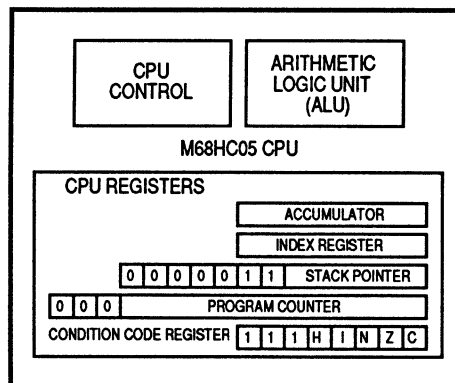 CPU
CONTROL
ARITHMETIC
LOGIC UNIT
(ALU)
M68HC05 CPU
CPU REGISTERS
ACCUMULATOR
INDEX REGISTER
0 0 0 0 0 1 1 STACK POINTER
0 0 0 PROGRAM COUNTER
CONDITION CODE REGISTER 1 1 1 H I N Z C